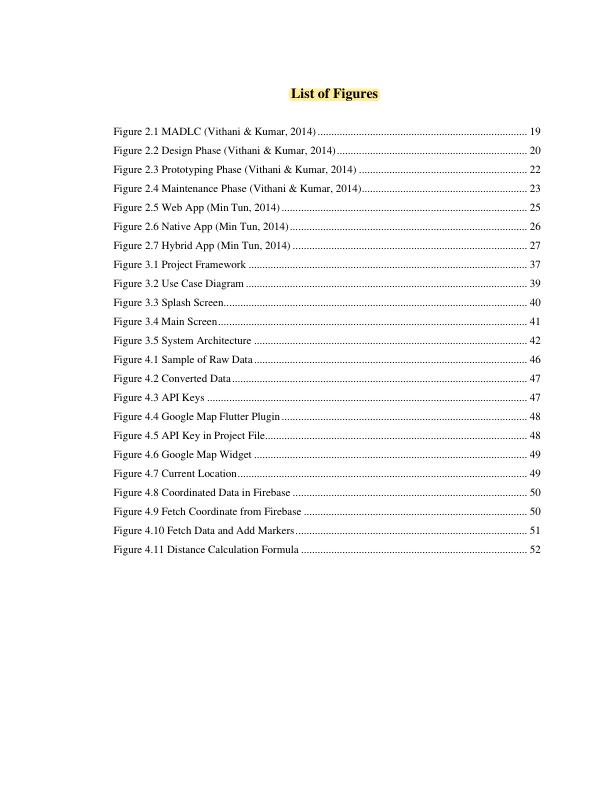 List of Figures
Figure 2.1 MADLC (Vithani & Kumar, 2014) ............................................................................ 19
Figure 2.2 Design Phase (Vithani & Kumar, 2014) ..................................................................... 20
Figure 2.3 Prototyping Phase (Vithani & Kumar, 2014) ............................................................. 22
Figure 2.4 Maintenance Phase (Vithani & Kumar, 2014) ............................................................ 23
Figure 2.5 Web App (Min Tun, 2014) ......................................................................................... 25
Figure 2.6 Native App (Min Tun, 2014) ...................................................................................... 26
Figure 2.7 Hybrid App (Min Tun, 2014) ..................................................................................... 27
Figure 3.1 Project Framework ..................................................................................................... 37
Figure 3.2 Use Case Diagram ...................................................................................................... 39
Figure 3.3 Splash Screen .............................................................................................................. 40
Figure 3.4 Main Screen ................................................................................................................ 41
Figure 3.5 System Architecture ................................................................................................... 42
Figure 4.1 Sample of Raw Data ................................................................................................... 46
Figure 4.2 Converted Data ........................................................................................................... 47
Figure 4.3 API Keys .................................................................................................................... 47
Figure 4.4 Google Map Flutter Plugin ......................................................................................... 48
Figure 4.5 API Key in Project File ............................................................................................... 48
Figure 4.6 Google Map Widget ................................................................................................... 49
Figure 4.7 Current Location ......................................................................................................... 49
Figure 4.8 Coordinated Data in Firebase ..................................................................................... 50
Figure 4.9 Fetch Coordinate from Firebase ................................................................................. 50
Figure 4.10 Fetch Data and Add Markers .................................................................................... 51
Figure 4.11 Distance Calculation Formula .................................................................................. 52